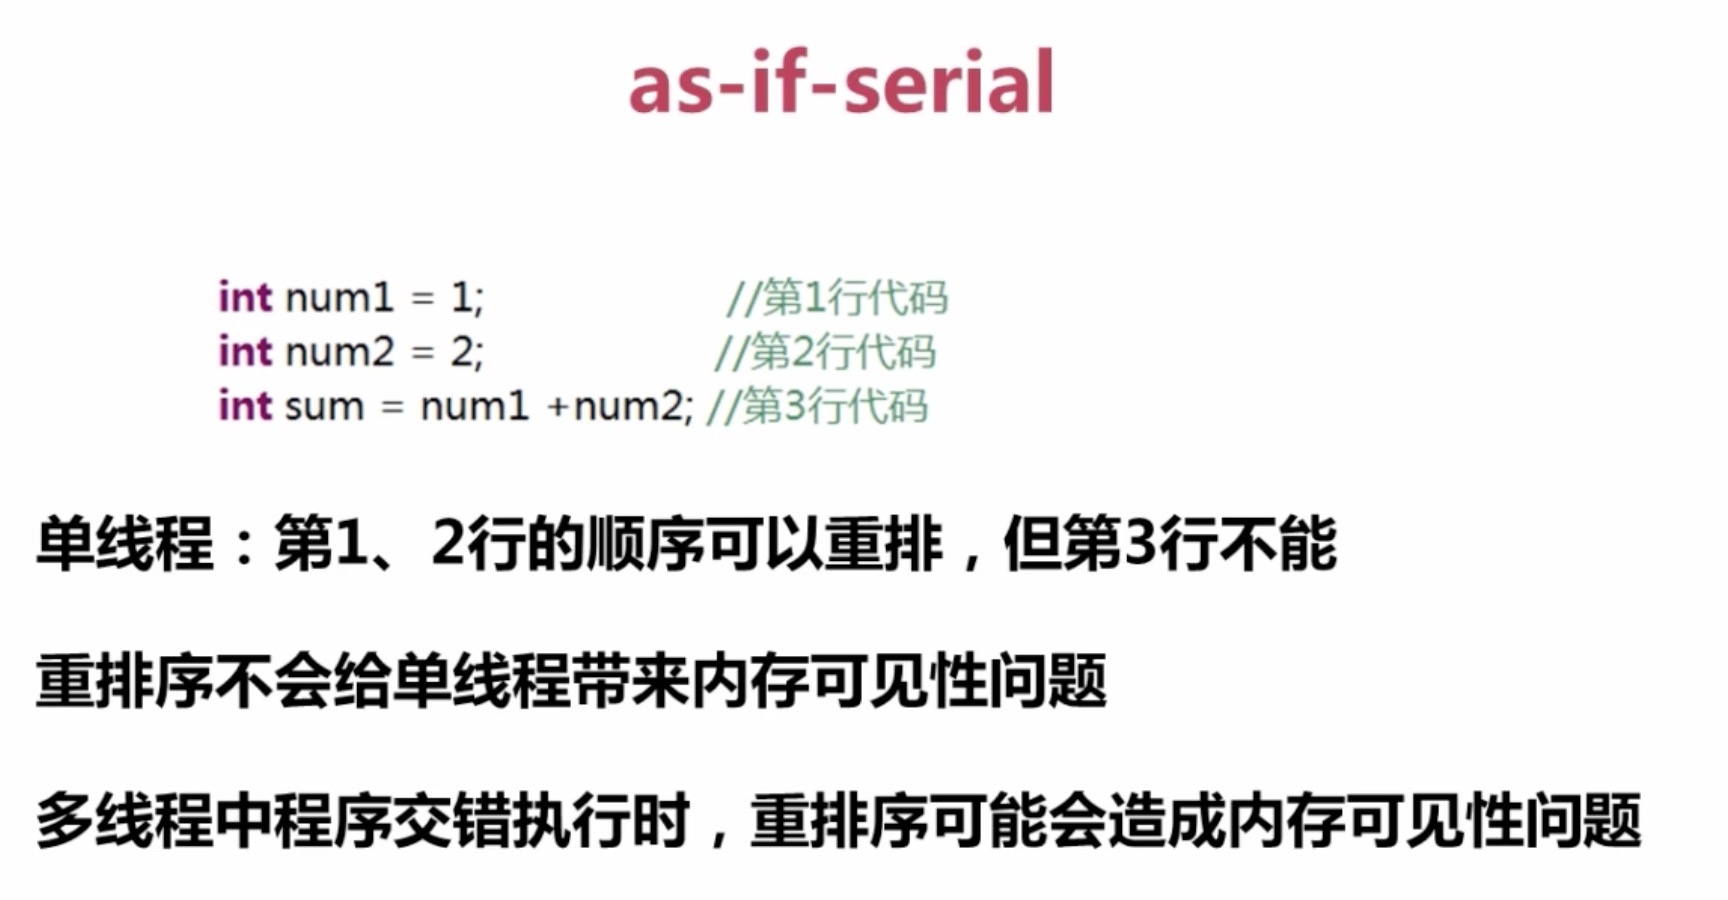 as-if-serial
int num1 = 1; //第1行代码
int num2 = 2; //第2行代码
int sum = num1 +num2; //第3行代码
单线程：第1、2行的顺序可以重排，但第3行不能
重排序不会给单线程带来内存可见性问题
多线程中程序交错执行时，重排序可能会造成内存可见性问题